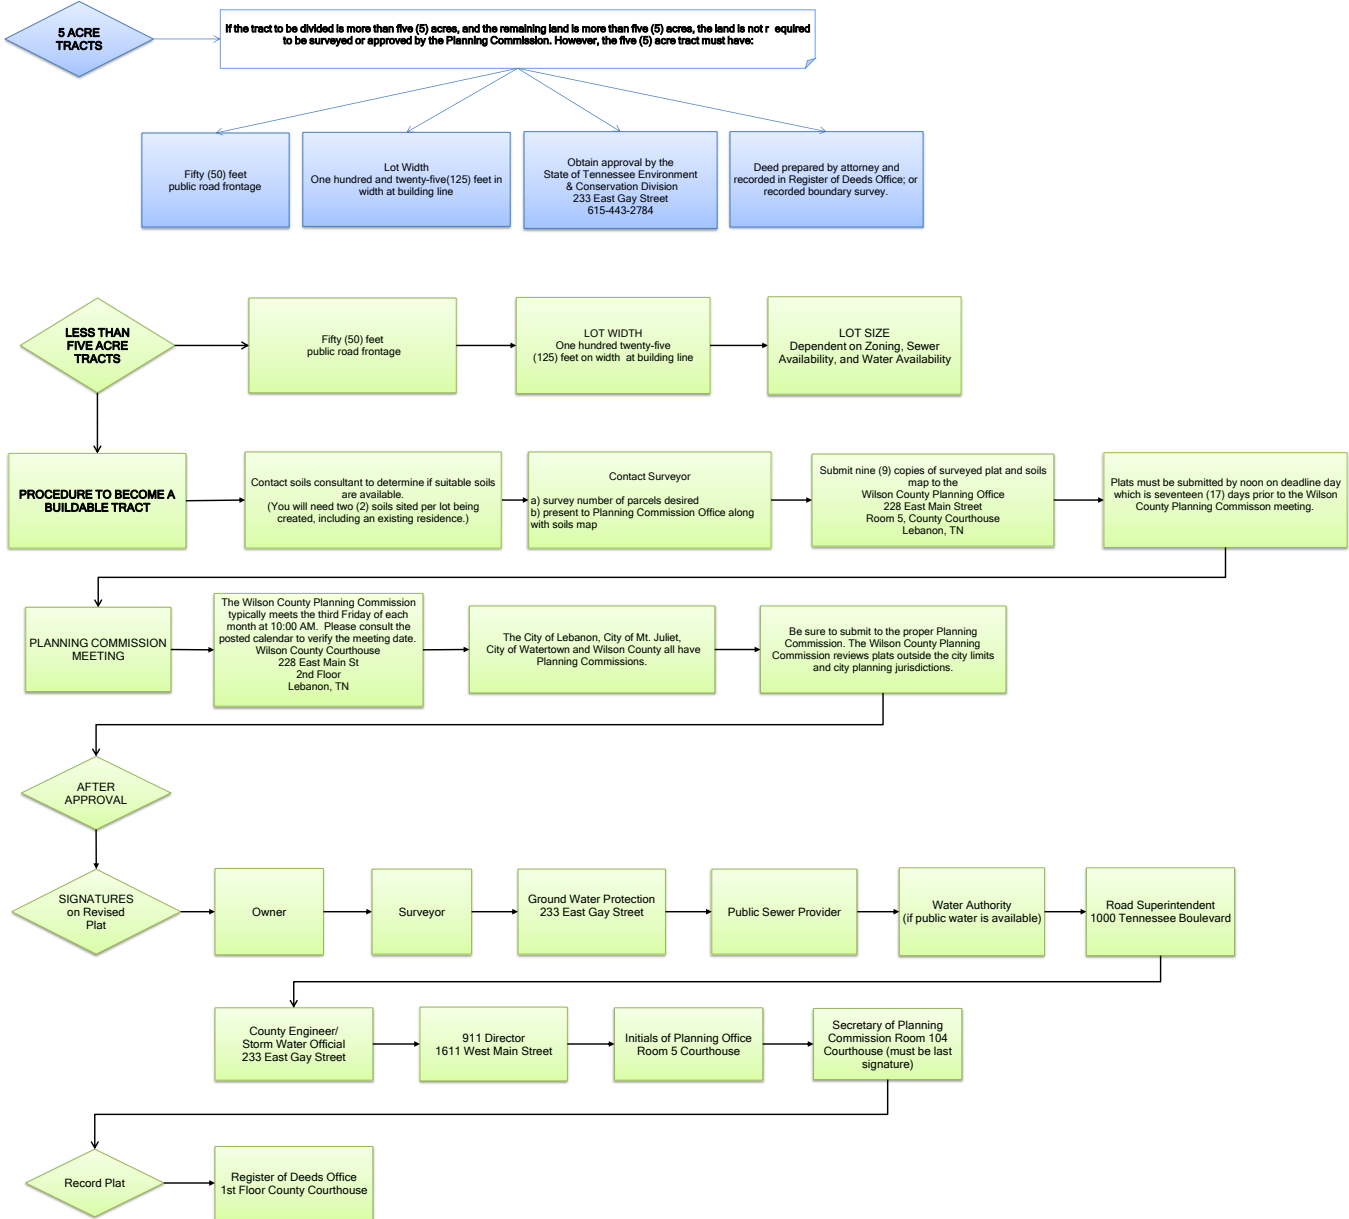 5 ACRE
TRACTS
If the tract to be divided is more than five (5) acres, and the remaining land is more than five (5) acres, the land is not r equired
to be surveyed or approved by the Planning Commission. However, the five (5) acre tract must have:
Fifty (50) feet
public road frontage
Lot Width
One hundred and twenty-five(125) feet in
width at building line
Obtain approval by the
State of Tennessee Environment
& Conservation Division
233 East Gay Street
615-443-2784
Deed prepared by attorney and
recorded in Register of Deeds Office; or
recorded boundary survey.
LESS THAN
FIVE ACRE
TRACTS
Fifty (50) feet
public road frontage
LOT WIDTH
One hundred twenty-five
(125) feet on width at building line
LOT SIZE
Dependent on Zoning, Sewer
Availability, and Water Availability
PROCEDURE TO BECOME A
BUILDABLE TRACT
Contact soils consultant to determine if suitable soils
are available.
(You will need two (2) soils sited per lot being
created, including an existing residence.)
Contact Surveyor
a) survey number of parcels desired
b) present to Planning Commission Office along
with soils map
Submit nine (9) copies of surveyed plat and soils
map to the
Wilson County Planning Office
228 East Main Street
Room 5, County Courthouse
Lebanon, TN
Plats must be submitted by noon on deadline day
which is seventeen (17) days prior to the Wilson
County Planning Commisson meeting.
PLANNING COMMISSION
MEETING
The Wilson County Planning Commission
typically meets the third Friday of each
month at 10:00 AM. Please consult the
posted calendar to verify the meeting date.
Wilson County Courthouse
228 East Main St
2nd Floor
Lebanon, TN
The City of Lebanon, City of Mt. Juliet,
City of Watertown and Wilson County all have
Planning Commissions.
Be sure to submit to the proper Planning
Commission. The Wilson County Planning
Commission reviews plats outside the city limits
and city planning jurisdictions.
AFTER
APPROVAL
SIGNATURES
on Revised
Plat
Owner
Surveyor
Ground Water Protection
233 East Gay Street
Public Sewer Provider
Water Authority
(if public water is available)
Road Superintendent
1000 Tennessee Boulevard
County Engineer/
Storm Water Official
233 East Gay Street
911 Director
1611 West Main Street
Initials of Planning Office
Room 5 Courthouse
Secretary of Planning
Commission Room 104
Courthouse (must be last
signature)
Record Plat
Register of Deeds Office
1st Floor County Courthouse